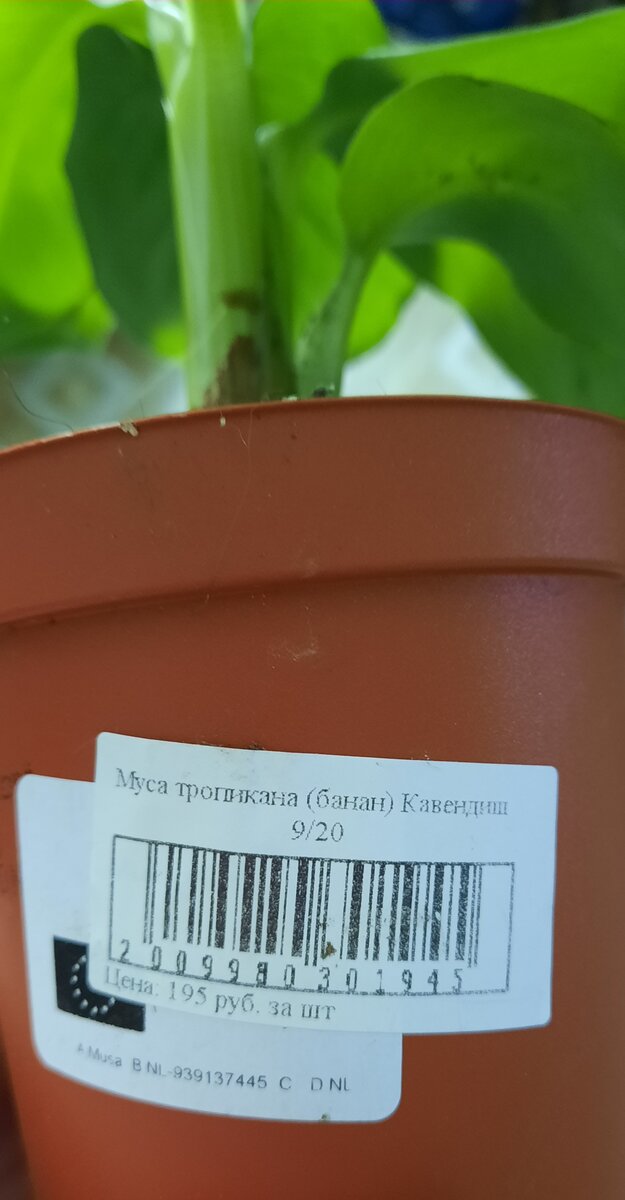 Муса тропикана (банан) Кавендиш
9/20
2009980301945
Цена: 195 руб. за шт
A Musa B NL-939137445 C D NL